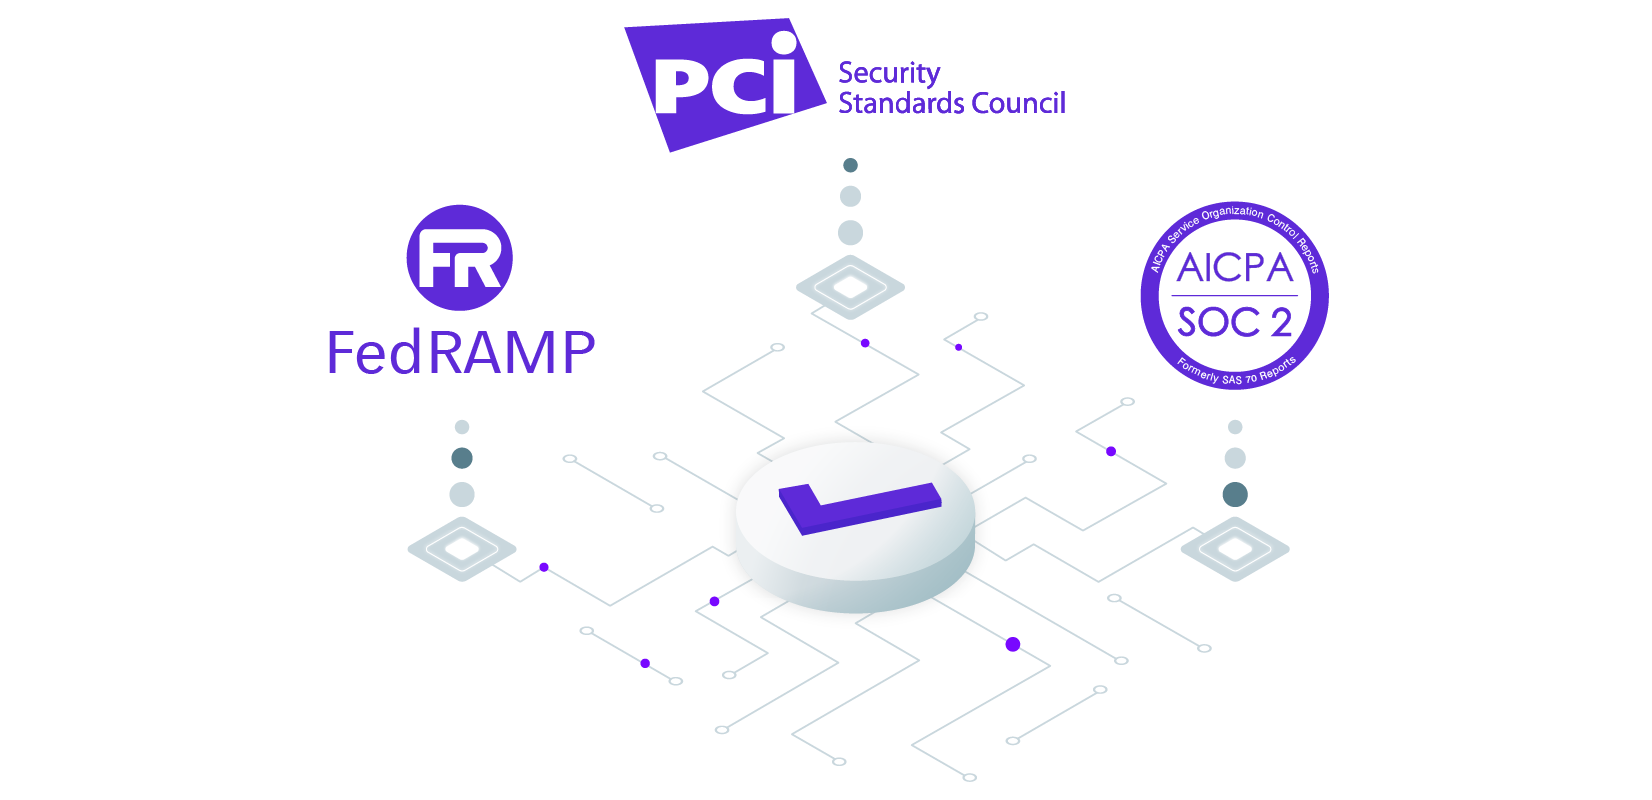 PCi
Security
Standards Council
FR
FedRAMP
AICPA Service Organization Control Reports
AICPA
SOC 2
Formerly SAS 70 Reports